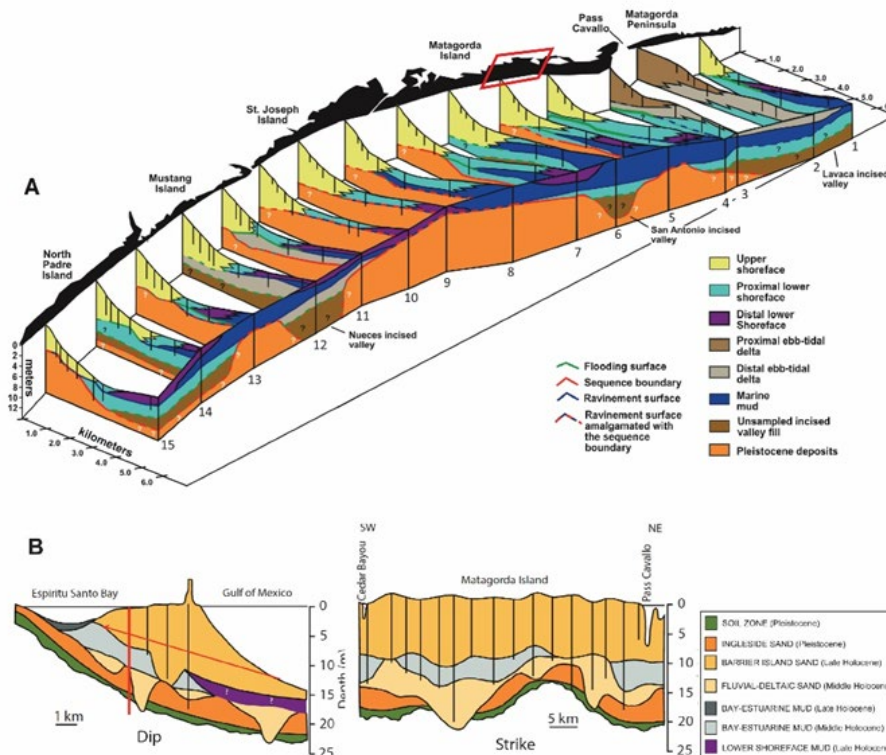 Pass
Cavallo
Matagorda
Peninsula
Matagorda
Island
St. Joseph
Island
Mustang
Island
North
Padre
Island
A
1.0
2.0
3.0
4.0
1
2
3
4
5
6
7
8
9
10
11
12
13
14
15
Lavaca incised
valley
San Antonio incised
valley
Nueces incised
valley
0
2
4
6
8
10
12
meters
1.0
2.0
3.0
4.0
5.0
6.0
kilometers
Upper
shoreface
Proximal lower
shoreface
Distal lower
Shoreface
Proximal ebb-tidal
delta
Distal ebb-tidal
delta
Marine
mud
Unsampled incised
valley fill
Pleistocene deposits
Flooding surface
Sequence boundary
Ravinement surface
Ravinement surface
amalgamated with
the sequence
boundary
B
Espiritu Santo Bay
Gulf of Mexico
0
5
10
15
20
25
Depth (m)
?
1 km
Dip
SW
NE
Cedar Bayou
Matagorda Island
Pass Cavallo
0
5
10
15
20
25
5 km
Strike
SOIL ZONE (Pleistocene)
INGLESIDE SAND (Pleistocene)
BARRIER ISLAND SAND (Late Holocene)
FLUVIAL-DELTAIC SAND (Middle Holocene)
BAY-ESTUARINE MUD (Late Holocene)
BAY-ESTUARINE MUD (Middle Holocene)
LOWER SHOREFACE MUD (Late Holocene